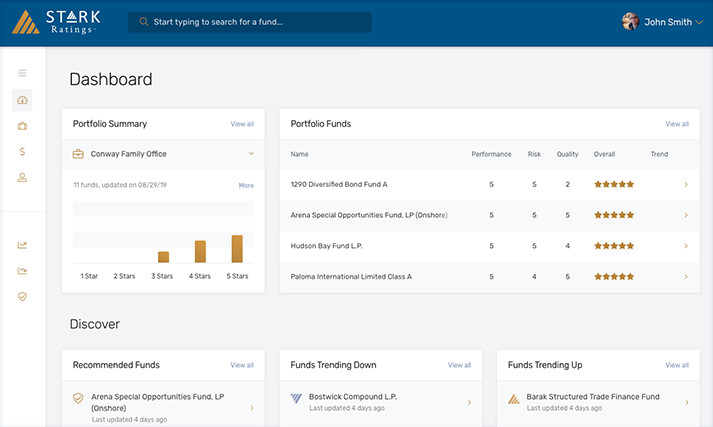 STARK
Ratings
Start typing to search for a fund...
John Smith
Dashboard
Portfolio Summary
View all
Conway Family Office
11 funds, updated on 08/29/19
More
1 Star 2 Stars 3 Stars 4 Stars 5 Stars
Portfolio Funds
View all
Name Performance Risk Quality Overall Trend
1290 Diversified Bond Fund A 5 5 2
Arena Special Opportunities Fund, LP (Onshore) 5 5 5
Hudson Bay Fund L.P. 5 5 4
Paloma International Limited Class A 5 4 5
Discover
Recommended Funds
View all
Arena Special Opportunities Fund, LP
(Onshore)
Last updated 4 days ago
Funds Trending Down
View all
Bostwick Compound L.P.
Last updated 4 days ago
Funds Trending Up
View all
Barak Structured Trade Finance Fund
Last updated 4 days ago